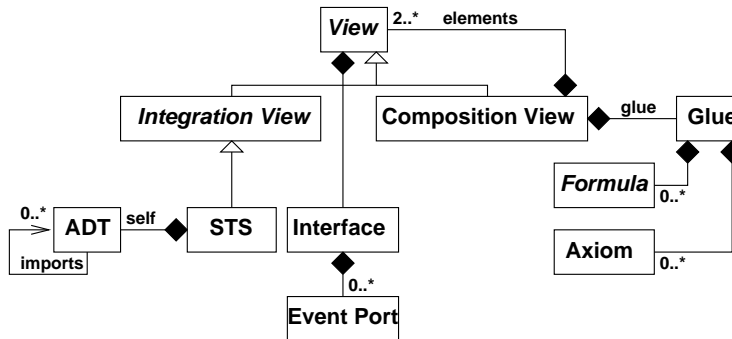 View
2..*
elements
Integration View
Composition View
glue
Glue
Formula
0..*
0..*
ADT
self
STS
Interface
Axiom
imports
0..*
0..*
Event Port